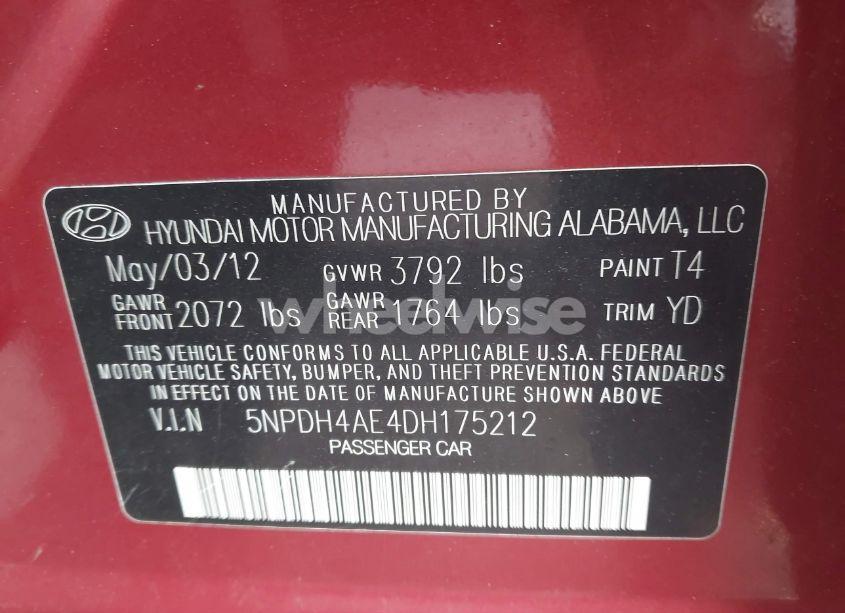 MANUFACTURED BY
HYUNDAI MOTOR MANUFACTURING ALABAMA, LLC
May/03/12 GVWR 3792 lbs PAINT T4
GAWR FRONT 2072 lbs GAWR REAR 1764 lbs TRIM YD
THIS VEHICLE CONFORMS TO ALL APPLICABLE U.S.A. FEDERAL
MOTOR VEHICLE SAFETY, BUMPER, AND THEFT PREVENTION STANDARDS
IN EFFECT ON THE DATE OF MANUFACTURE SHOWN ABOVE
V.I.N 5NPDH4AE4DH175212
PASSENGER CAR
wheelwise